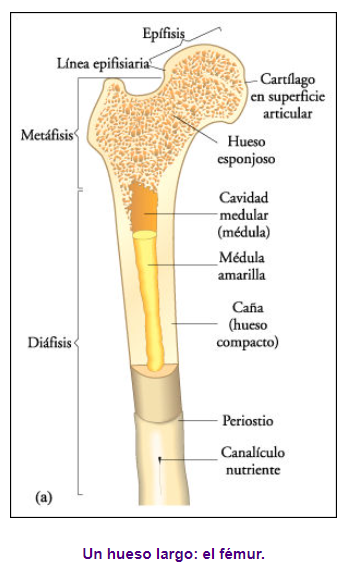 Epífisis
Línea epifisiaria
Cartílago
en superficie
articular
Metáfisis
Hueso
esponjoso
Cavidad
medular
(médula)
Médula
amarilla
Caña
(hueso
compacto)
Diáfisis
Periostio
Canalículo
nutriente
(a)
Un hueso largo: el fémur.